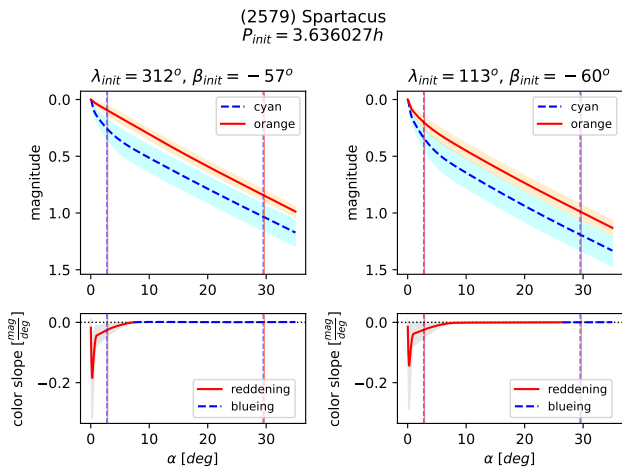 (2579) Spartacus
P_init = 3.636027h
λ_init = 312°, β_init = −57°
λ_init = 113°, β_init = −60°
magnitude
0.0
0.5
1.0
1.5
0 10 20 30
cyan
orange
magnitude
0.0
0.5
1.0
1.5
0 10 20 30
cyan
orange
color slope [mag/deg]
0.0
−0.2
0 10 20 30
reddening
blueing
α [deg]
color slope [mag/deg]
0.0
−0.2
0 10 20 30
reddening
blueing
α [deg]